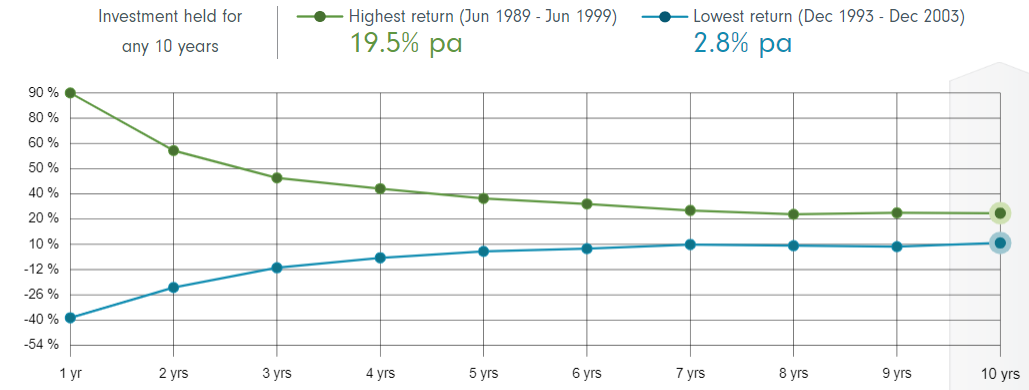 Investment held for
any 10 years
Highest return (Jun 1989 - Jun 1999)
19.5% pa
Lowest return (Dec 1993 - Dec 2003)
2.8% pa
90 %
80 %
60 %
50 %
40 %
20 %
10 %
-12 %
-26 %
-40 %
-54 %
1 yr
2 yrs
3 yrs
4 yrs
5 yrs
6 yrs
7 yrs
8 yrs
9 yrs
10 yrs